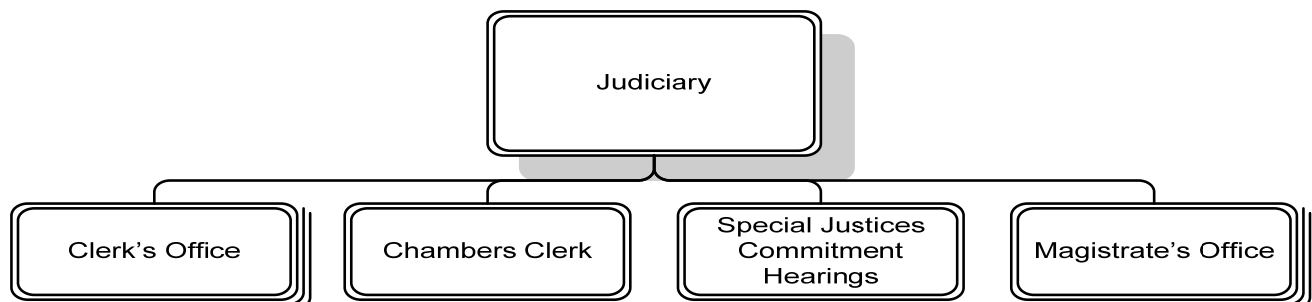 Judiciary
Clerk’s Office
Chambers Clerk
Special Justices
Commitment
Hearings
Magistrate’s Office